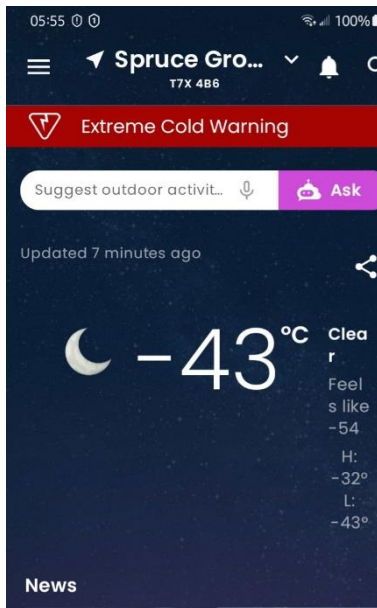 05:55
100%
Spruce Gro...
T7X 4B6
Extreme Cold Warning
Suggest outdoor activit...
Ask
Updated 7 minutes ago
-43°C
Clea
r
Feel
s like
-54
H:
-32°
L:
-43°
News